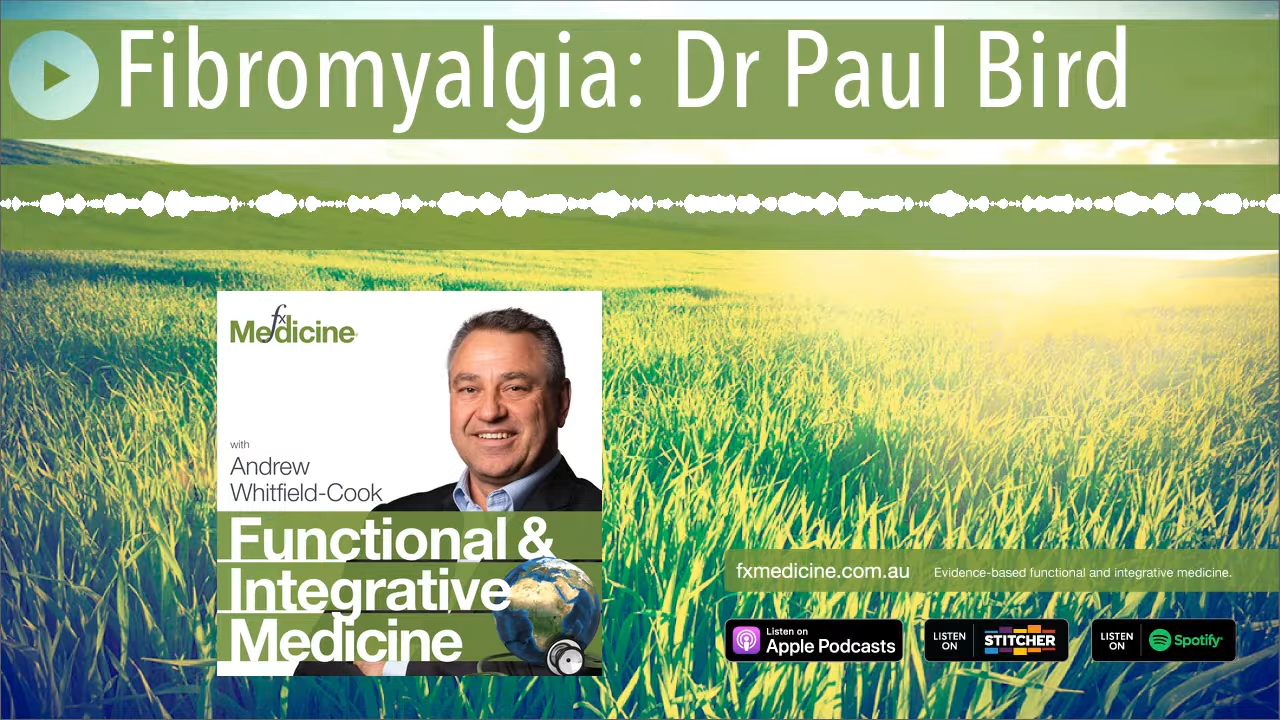 Fibromyalgia: Dr Paul Bird
fx
Medicine
with
Andrew
Whitfield-Cook
Functional &
Integrative
Medicine
fxmedicine.com.au
Evidence-based functional and integrative medicine.
Listen on
Apple Podcasts
LISTEN
ON
STITCHER
LISTEN
ON
Spotify